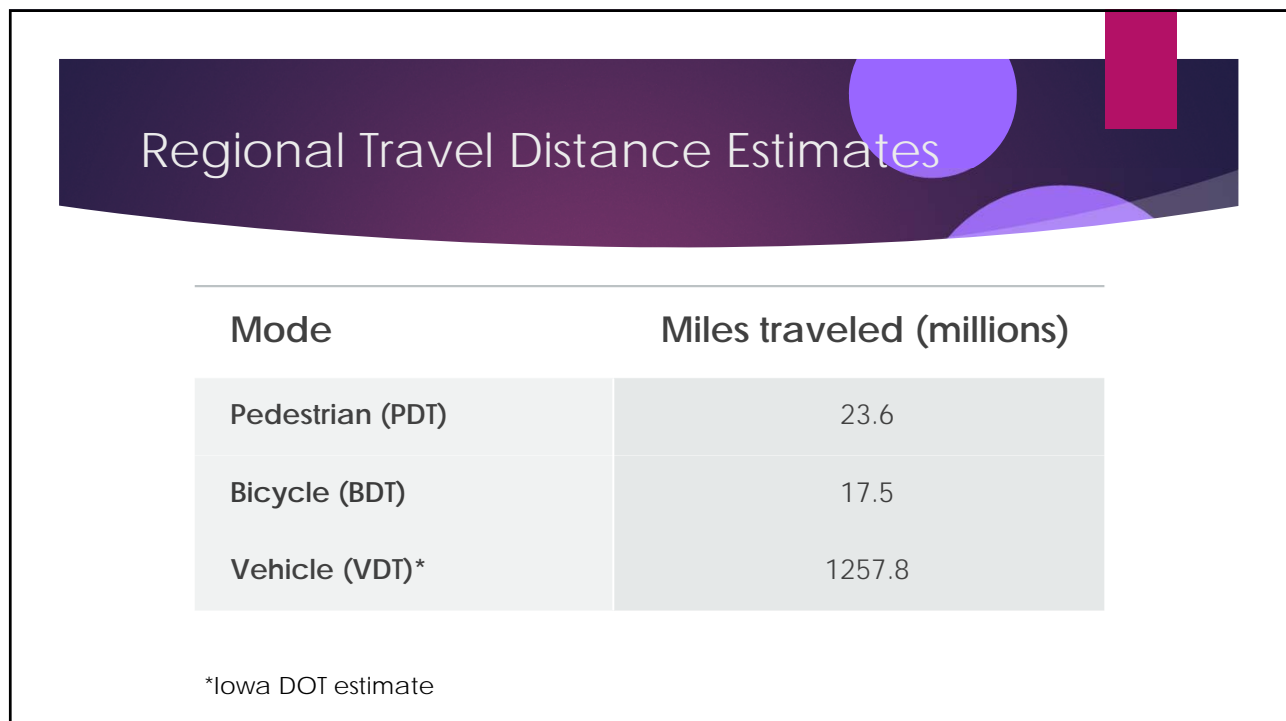 Regional Travel Distance Estimates
Mode Miles traveled (millions)
Pedestrian (PDT) 23.6
Bicycle (BDT) 17.5
Vehicle (VDT)* 1257.8
*Iowa DOT estimate